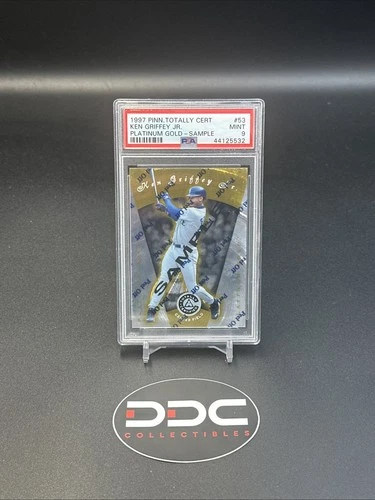 1997 PINN.TOTALLY CERT. #53
KEN GRIFFEY JR. MINT
PLATINUM GOLD-SAMPLE 9
PSA 44125532
Ken Griffey Jr.
SAMPLE
DDC
COLLECTIBLES